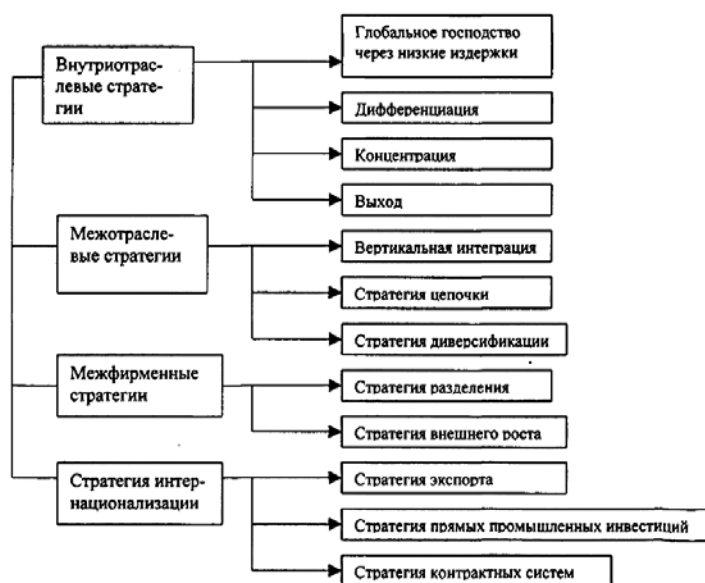 Внутриотрас-
левые страте-
гии
Глобальное господство
через низкие издержки
Дифференциация
Концентрация
Выход
Межотрасле-
вые стратегии
Вертикальная интеграция
Стратегия цепочки
Стратегия диверсификации
Межфирменные
стратегии
Стратегия разделения
Стратегия внешнего роста
Стратегия интер-
национализации
Стратегия экспорта
Стратегия прямых промышленных инвестиций
Стратегия контрактных систем